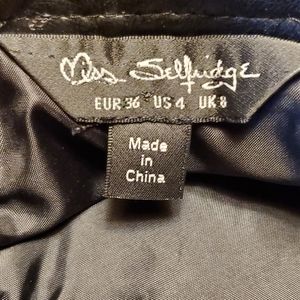 Miss Selfridge
EUR 36 US 4 UK 8
Made
in
China